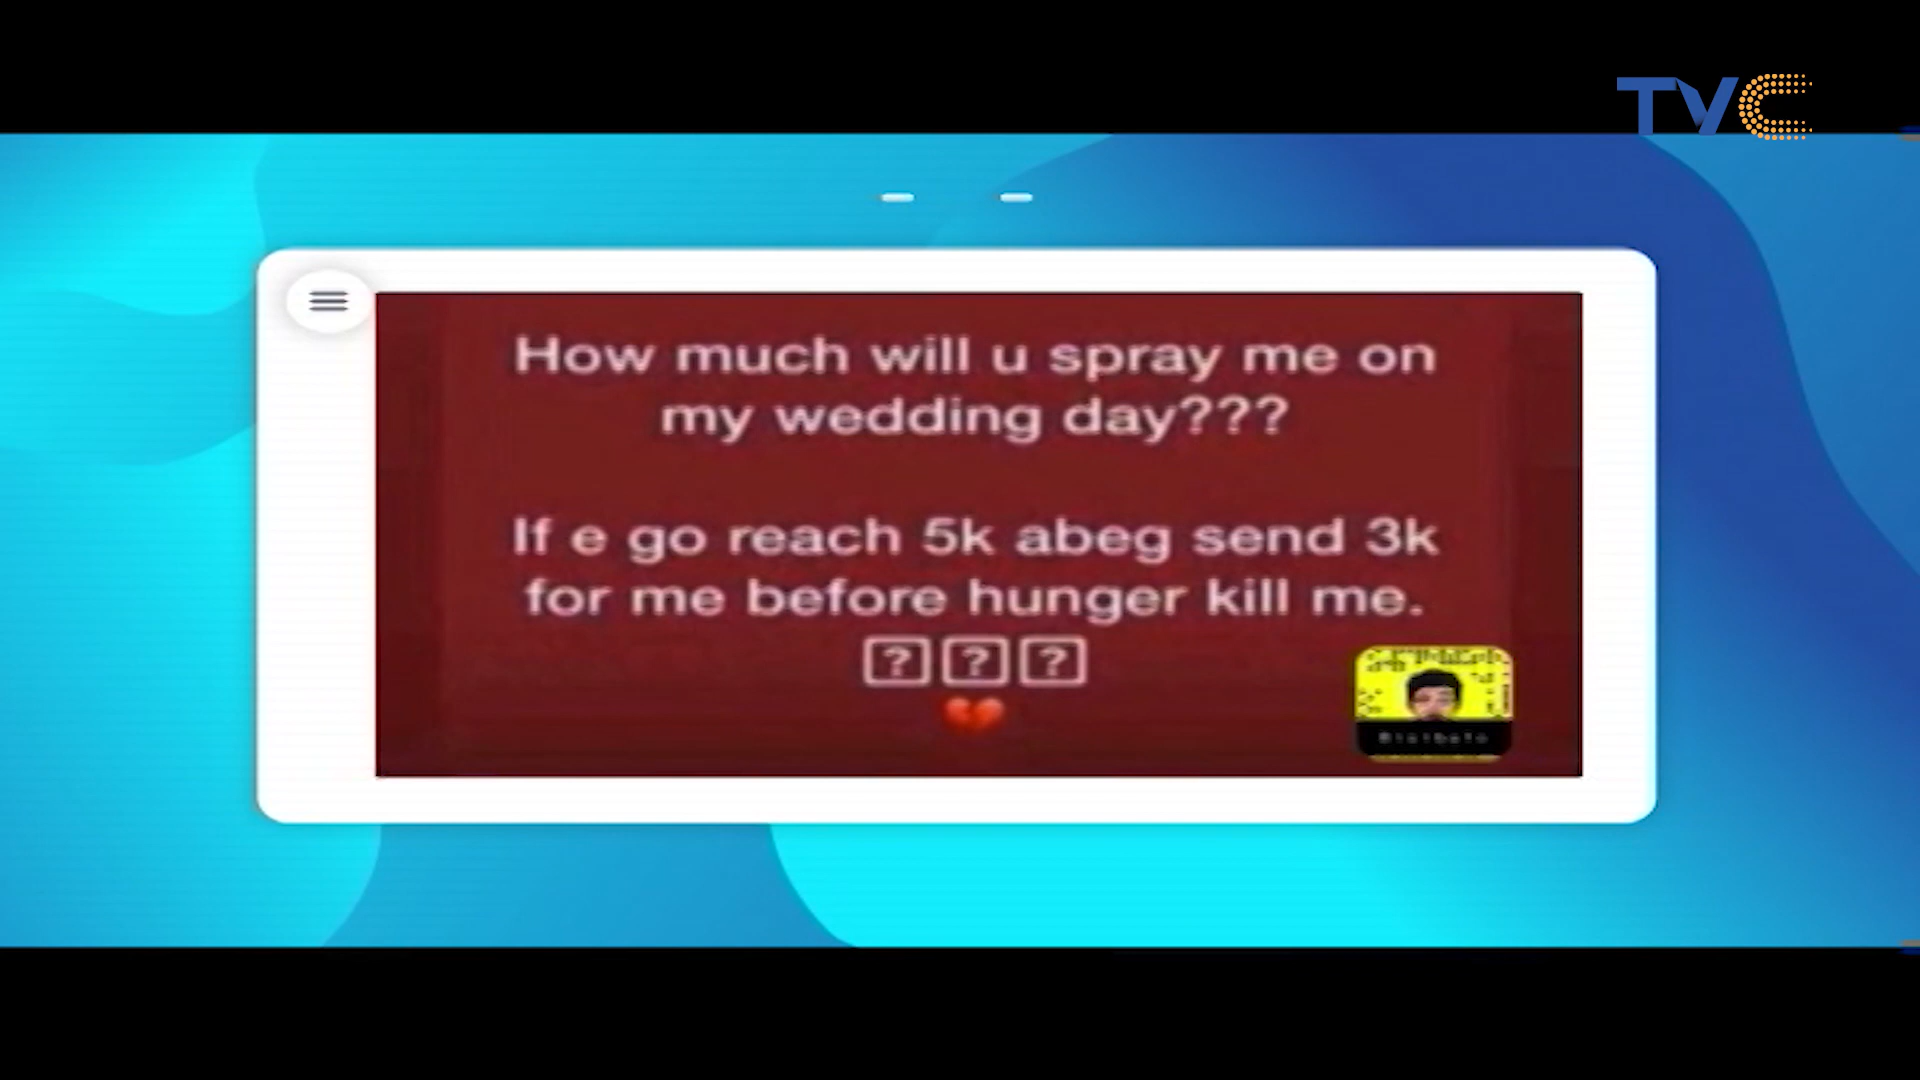 TVC
How much will u spray me on
my wedding day???
If e go reach 5k abeg send 3k
for me before hunger kill me.